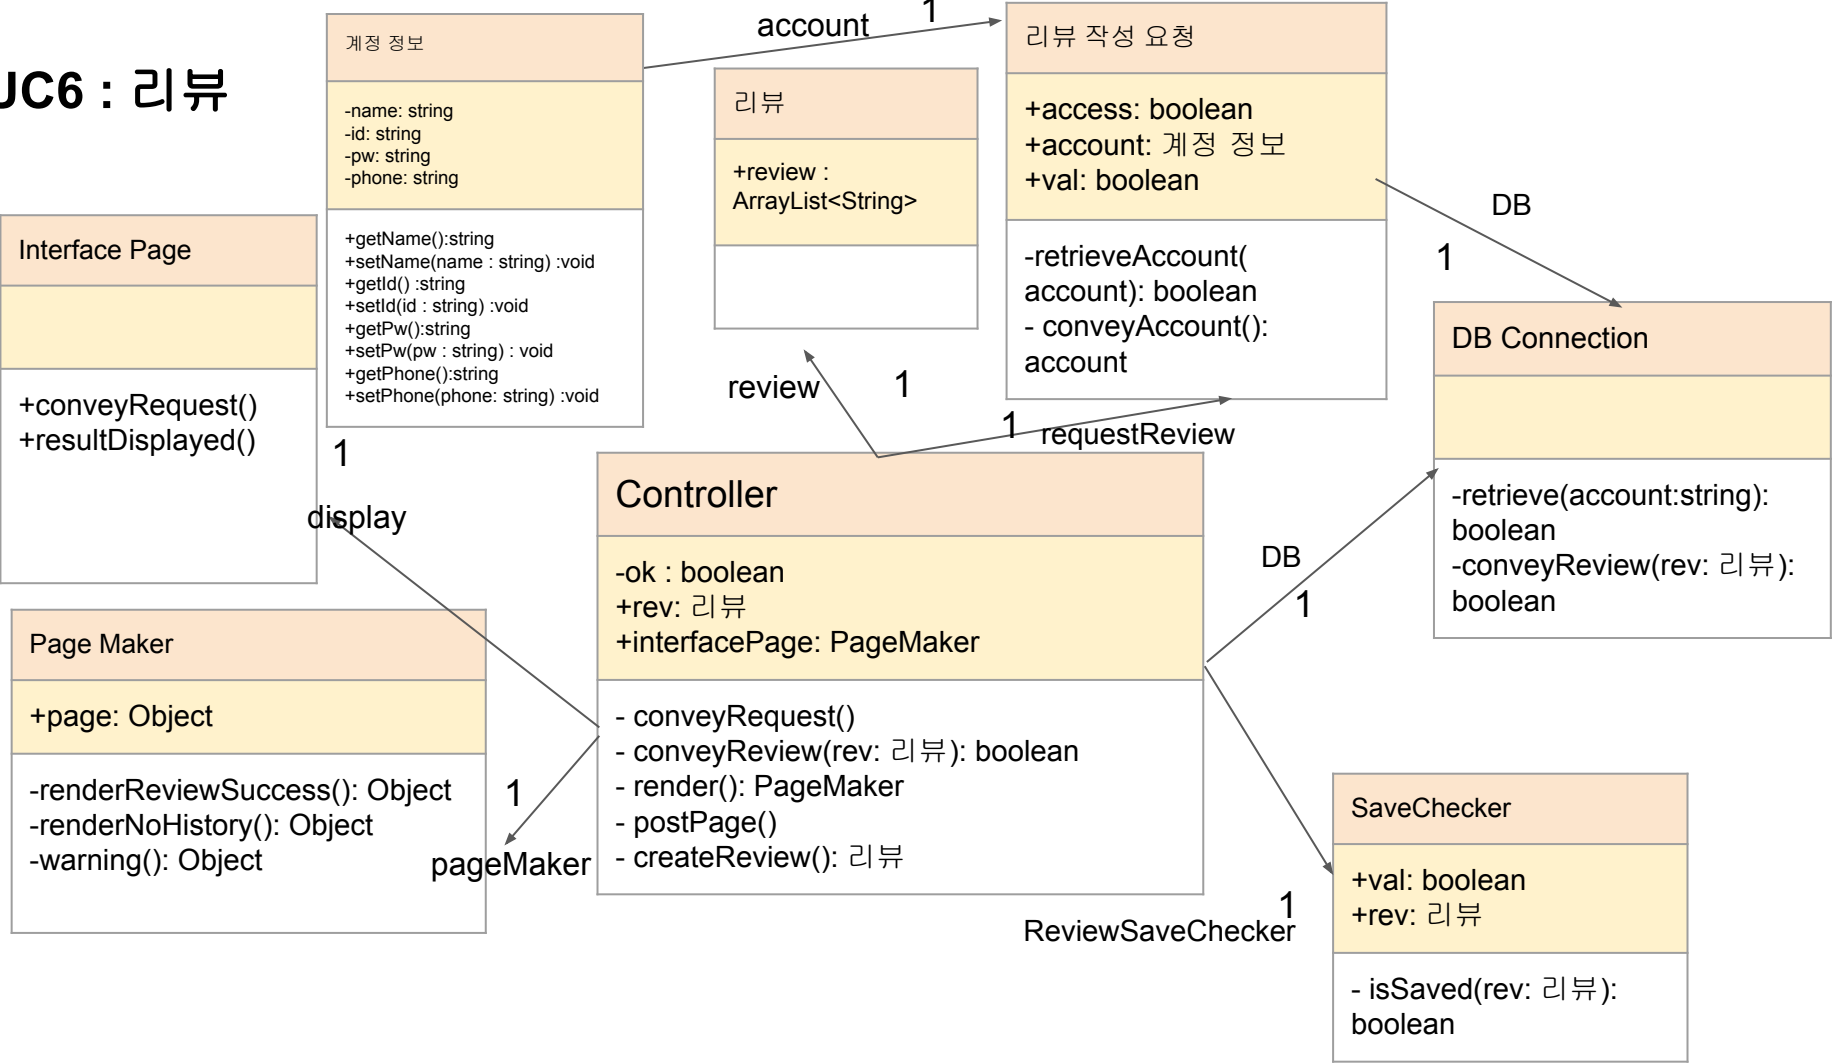 UC6 : 리뷰
계정 정보
-name: string
-id: string
-pw: string
-phone: string
+getName():string
+setName(name : string) :void
+getId() :string
+setId(id : string) :void
+getPw():string
+setPw(pw : string) : void
+getPhone():string
+setPhone(phone: string) :void
account
1
리뷰
+review :
ArrayList<String>
리뷰 작성 요청
+access: boolean
+account: 계정 정보
+val: boolean
-retrieveAccount(
account): boolean
- conveyAccount():
account
DB
1
Interface Page
+conveyRequest()
+resultDisplayed()
1
display
review
1
1
requestReview
DB Connection
-retrieve(account:string):
boolean
-conveyReview(rev: 리뷰):
boolean
Controller
-ok : boolean
+rev: 리뷰
+interfacePage: PageMaker
- conveyRequest()
- conveyReview(rev: 리뷰): boolean
- render(): PageMaker
- postPage()
- createReview(): 리뷰
DB
1
Page Maker
+page: Object
-renderReviewSuccess(): Object
-renderNoHistory(): Object
-warning(): Object
1
pageMaker
1
ReviewSaveChecker
SaveChecker
+val: boolean
+rev: 리뷰
- isSaved(rev: 리뷰):
boolean